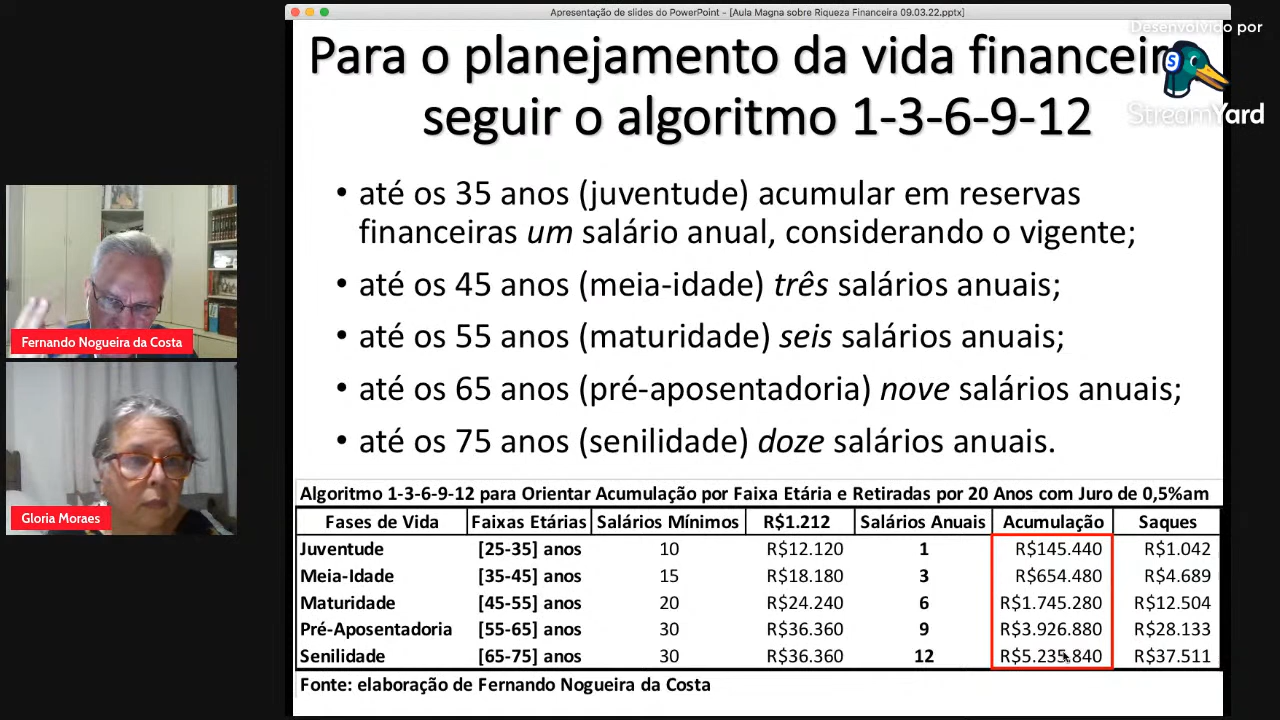 Apresentação de slides do PowerPoint - [Aula Magna sobre Riqueza Financeira 09.03.22.pptx]
Desenvolvido por
StreamYard
Para o planejamento da vida
seguir o algoritmo 1-3-6-9-12
• até os 35 anos (juventude) acumular em reservas
financeiras um salário anual, considerando o vigente;
• até os 45 anos (meia-idade) três salários anuais;
• até os 55 anos (maturidade) seis salários anuais;
• até os 65 anos (pré-aposentadoria) nove salários anuais;
• até os 75 anos (senilidade) doze salários anuais.
Algoritmo 1-3-6-9-12 para Orientar Acumulação por Faixa Etária e Retiradas por 20 Anos com Juro de 0,5%am
Fases de Vida Faixas Etárias Salários Mínimos R$1.212 Salários Anuais Acumulação Saques
Juventude [25-35] anos 10 R$12.120 1 R$145.440 R$1.042
Meia-Idade [35-45] anos 15 R$18.180 3 R$654.480 R$4.689
Maturidade [45-55] anos 20 R$24.240 6 R$1.745.280 R$12.504
Pré-Aposentadoria [55-65] anos 30 R$36.360 9 R$3.926.880 R$28.133
Senilidade [65-75] anos 30 R$36.360 12 R$5.235.840 R$37.511
Fonte: elaboração de Fernando Nogueira da Costa
Fernando Nogueira da Costa
Gloria Moraes